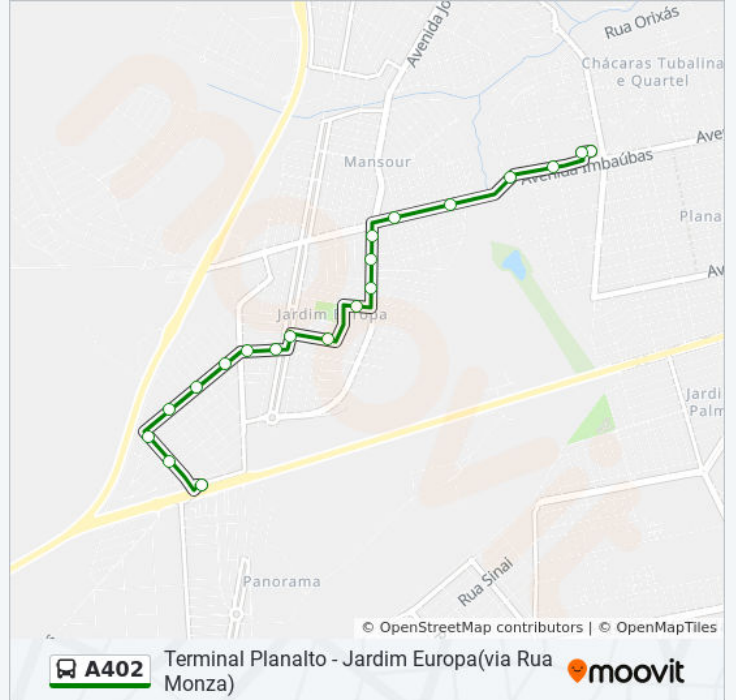 Avenida Jo
Rua Orixás
Chácaras Tubalina
e Quartel
Ave
Mansour
Avenida Imbaúbas
Plana
Av
Jardim Europa
Jardi
Palm
Rua Sinai
Panorama
© OpenStreetMap contributors | © OpenMapTiles
A402
Terminal Planalto - Jardim Europa(via Rua
Monza)
moovit